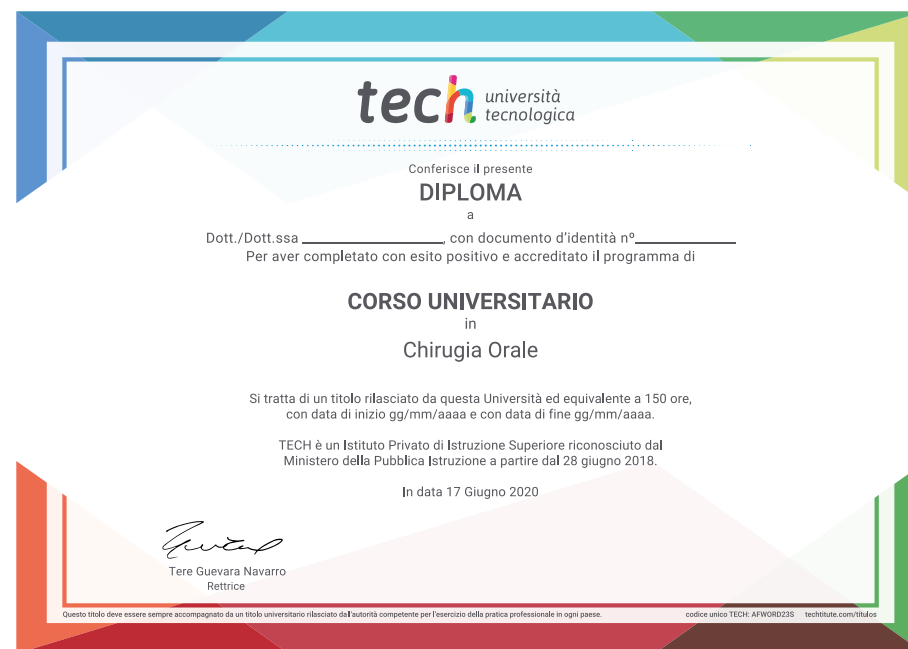 tech università
tecnologica
Conferisce il presente
DIPLOMA
a
Dott./Dott.ssa ____________________, con documento d'identità nº______________
Per aver completato con esito positivo e accreditato il programma di
CORSO UNIVERSITARIO
in
Chirugia Orale
Si tratta di un titolo rilasciato da questa Università ed equivalente a 150 ore,
con data di inizio gg/mm/aaaa e con data di fine gg/mm/aaaa.
TECH è un Istituto Privato di Istruzione Superiore riconosciuto dal
Ministero della Pubblica Istruzione a partire dal 28 giugno 2018.
In data 17 Giugno 2020
Tere Guevara Navarro
Rettrice
Questo titolo deve essere sempre accompagnato da un titolo universitario rilasciato dall'autorità competente per l'esercizio della pratica professionale in ogni paese. codice unico TECH: AFWORD23S techtitute.com/titulos